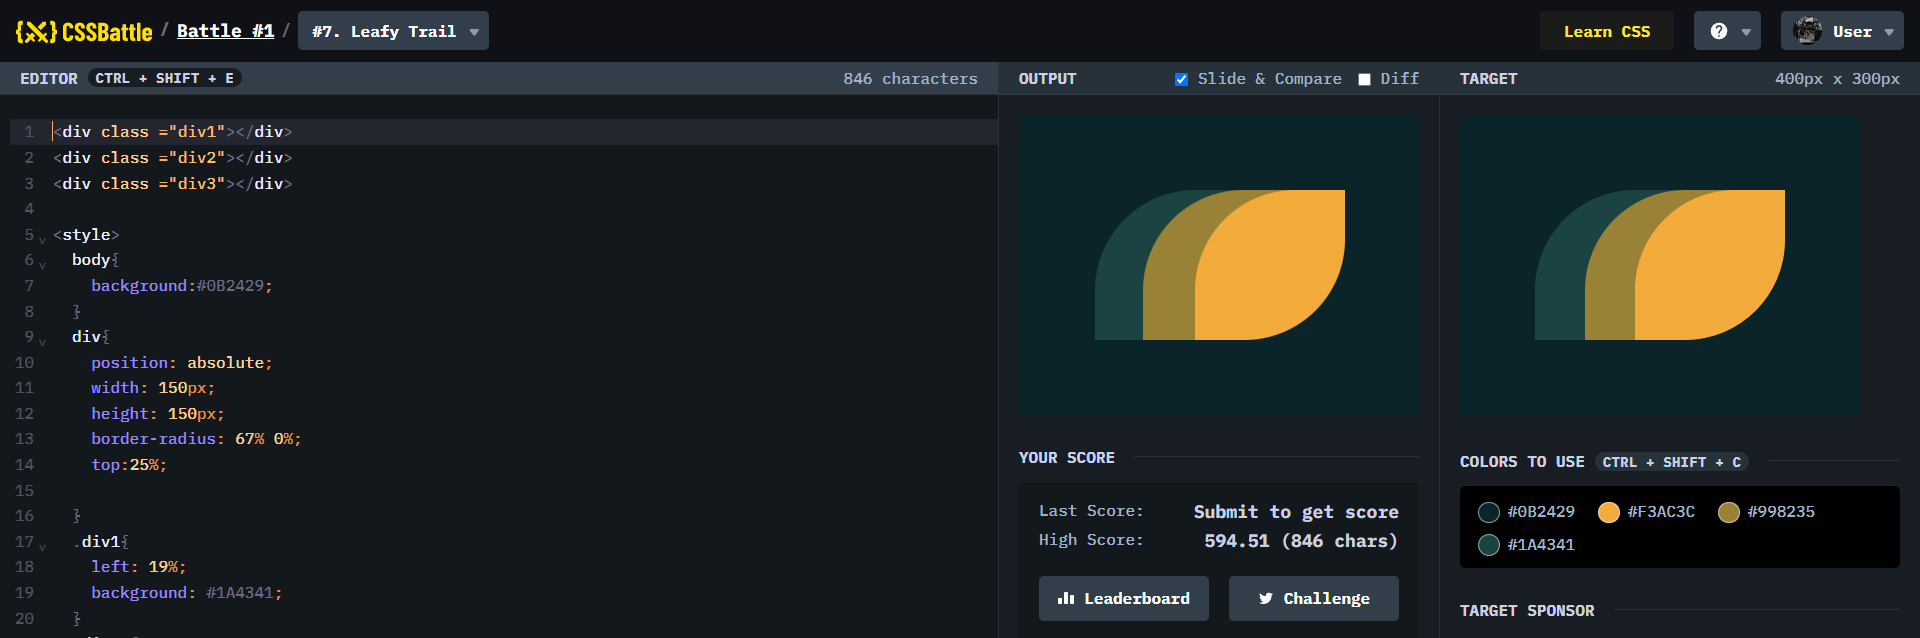 {X} CSSBattle / Battle #1 / #7. Leafy Trail
Learn CSS
?
User
EDITOR CTRL + SHIFT + E
846 characters
OUTPUT
Slide & Compare
Diff
TARGET
400px x 300px
1 <div class ="div1"></div>
2 <div class ="div2"></div>
3 <div class ="div3"></div>
4
5 <style>
6 body{
7 background:#0B2429;
8 }
9 div{
10 position: absolute;
11 width: 150px;
12 height: 150px;
13 border-radius: 67% 0%;
14 top:25%;
15
16 }
17 .div1{
18 left: 19%;
19 background: #1A4341;
20 }
YOUR SCORE
Last Score: Submit to get score
High Score: 594.51 (846 chars)
Leaderboard
Challenge
COLORS TO USE CTRL + SHIFT + C
#0B2429 #F3AC3C #998235
#1A4341
TARGET SPONSOR